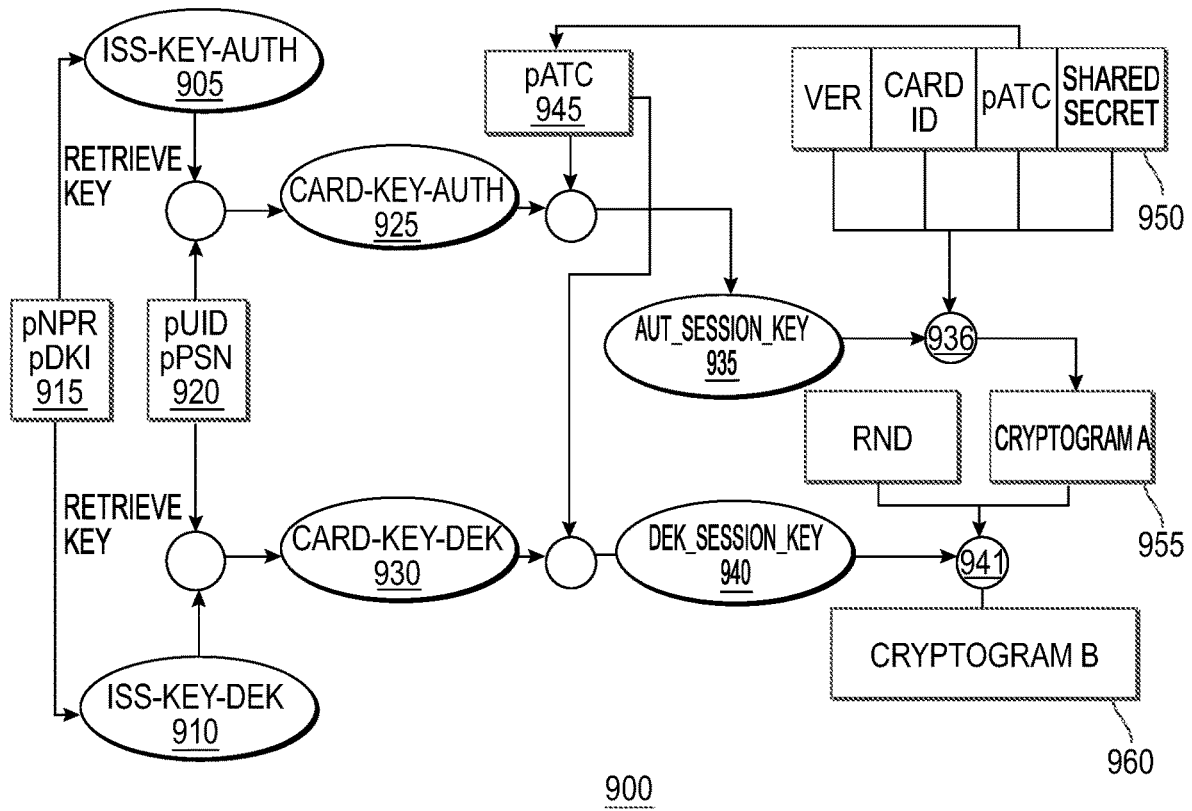 ISS-KEY-AUTH
905
RETRIEVE
KEY
pATC
945
VER
CARD
ID
pATC
SHARED
SECRET
950
CARD-KEY-AUTH
925
pNPR
pDKI
915
pUID
pPSN
920
AUT_SESSION_KEY
935
936
RND
CRYPTOGRAM A
955
RETRIEVE
KEY
CARD-KEY-DEK
930
DEK_SESSION_KEY
940
941
CRYPTOGRAM B
960
ISS-KEY-DEK
910
900